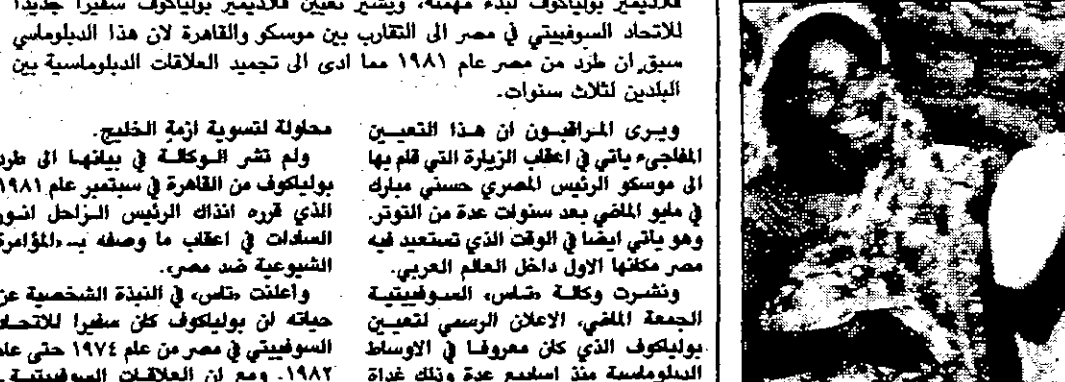 فلاديمير بولياكوف لبدء مهمته، ويشير تعيين فلاديمير بولياكوف سفيرا جديدا
للاتحاد السوفييتي في مصر الى التقارب بين موسكو والقاهرة لان هذا الدبلوماسي
سبق ان طرد من مصر عام ١٩٨١ مما ادى الى تجميد العلاقات الدبلوماسية بين
البلدين لثلاث سنوات.
ويرى المراقبون ان هذا التعيين
المفاجىء ياتي في اعقاب الزيارة التي قام بها
الى موسكو الرئيس المصري حسني مبارك
في مايو الماضي بعد سنوات عدة من التوتر.
وهو ياتي ايضا في الوقت الذي تستعيد فيه
مصر مكانها الاول داخل العالم العربي.
ونشرت وكالة «تاس» السوفييتية
الجمعة الماضي، الاعلان الرسمي لتعيين
بولياكوف الذي كان معروفا في الاوساط
الدبلوماسية منذ اسابيع عدة وذلك غداة
محاولة لتسوية ازمة الخليج.
ولم تشر الوكالة في بيانها الى طرد
بولياكوف من القاهرة في سبتمبر عام ١٩٨١
الذي قرره انذاك الرئيس الراحل انور
السادات في اعقاب ما وصفه بـ«المؤامرة
الشيوعية ضد مصر».
واعلنت «تاس» في النبذة الشخصية عن
حياته ان بولياكوف كان سفيرا للاتحاد
السوفييتي في مصر من عام ١٩٧٤ حتى عام
١٩٨٢. ومع ان العلاقات السوفييتية